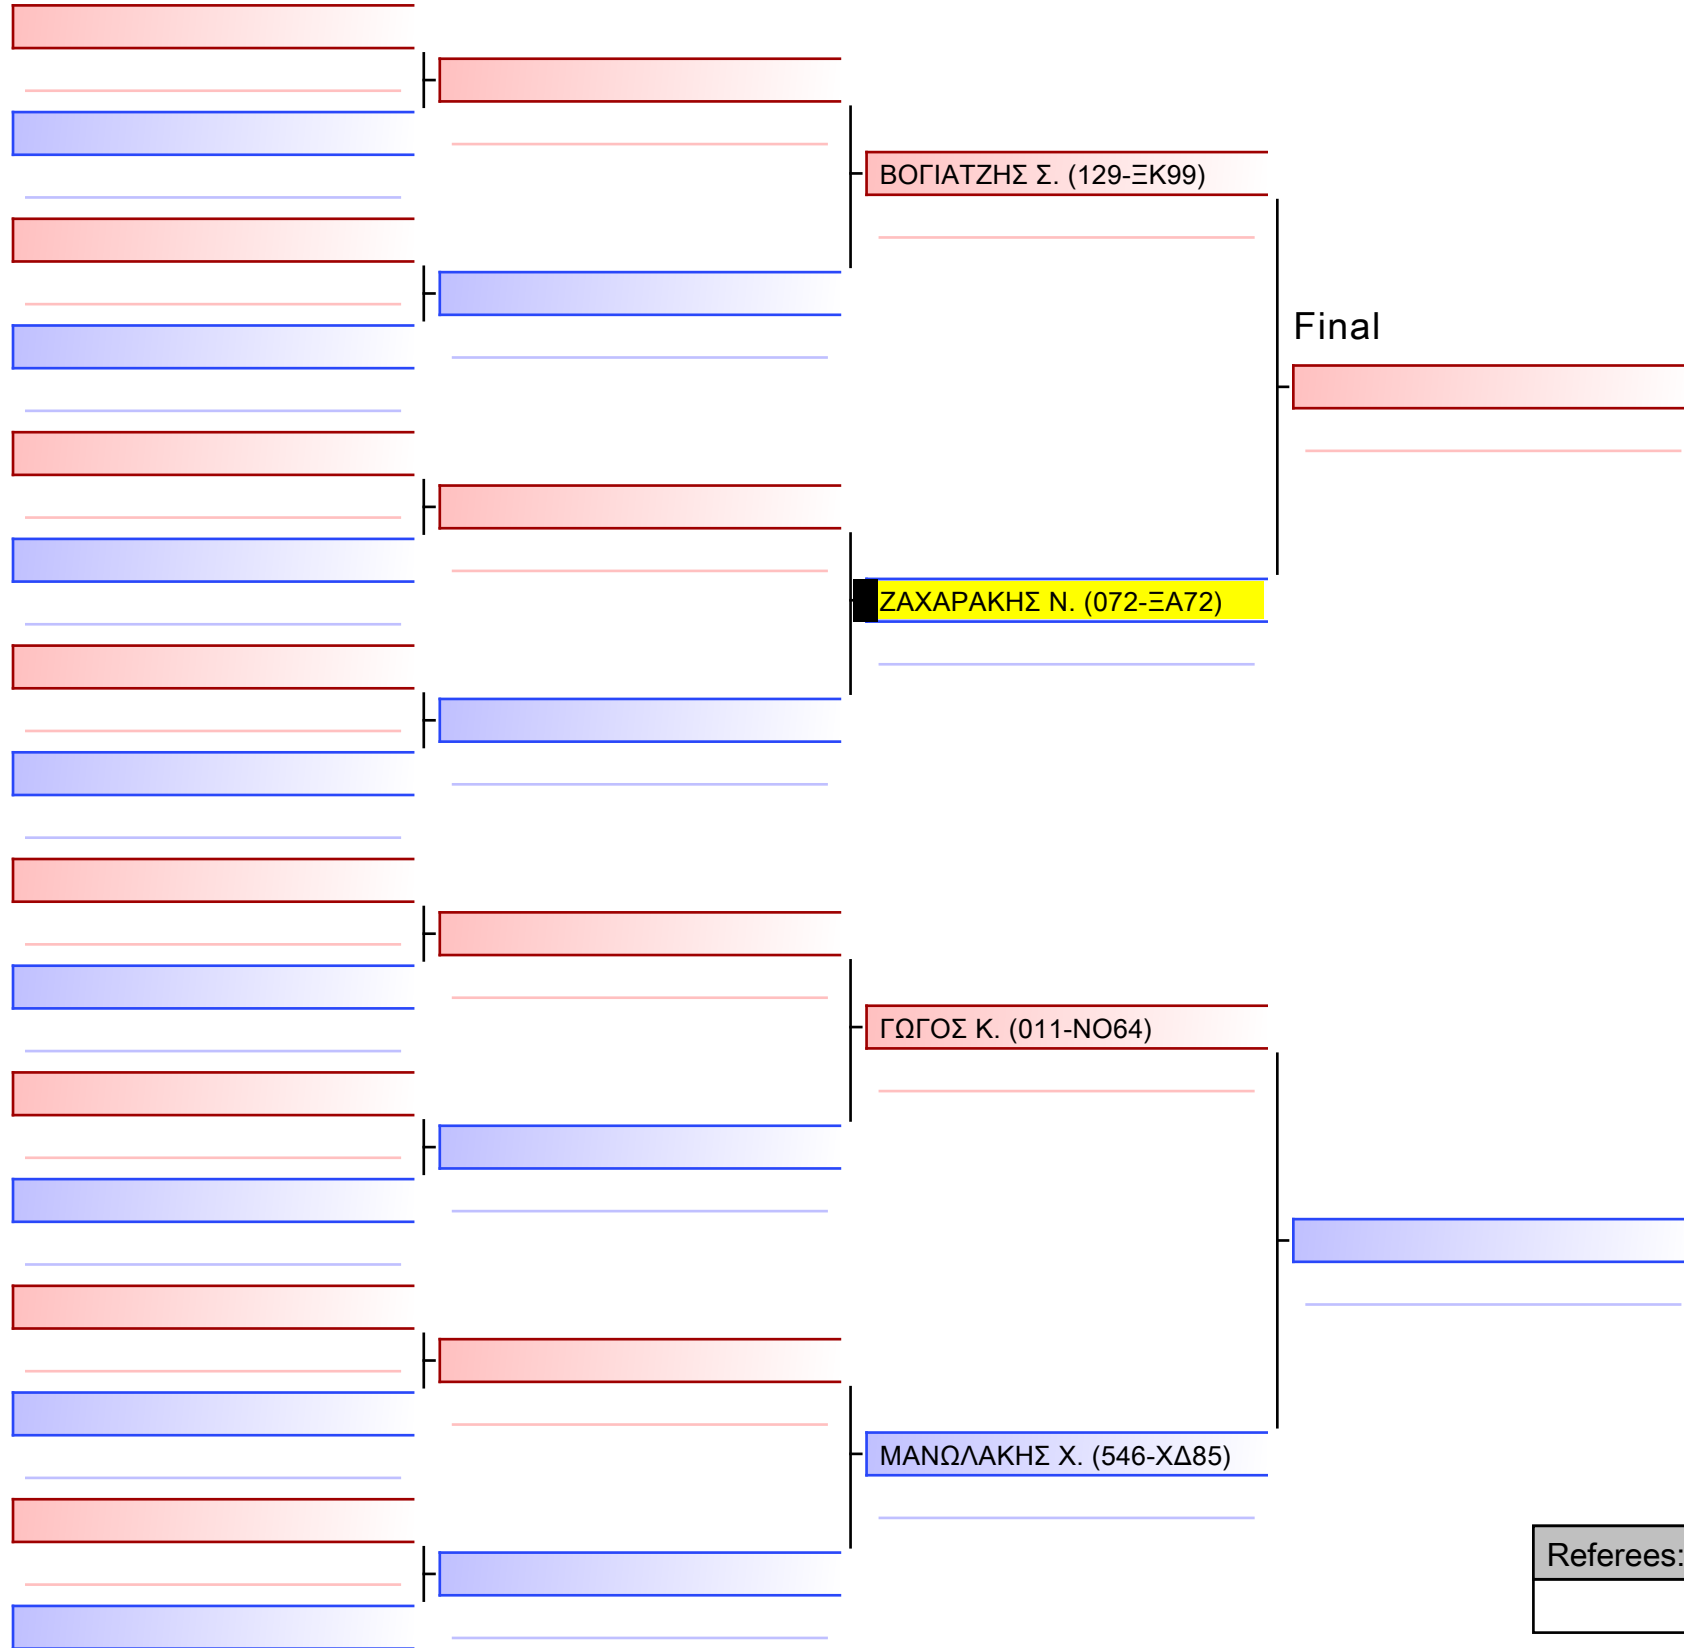 ΒΟΓΙΑΤΖΗΣ Σ. (129-ΞΚ99)
Final
ΖΑΧΑΡΑΚΗΣ Ν. (072-ΞΑ72)
ΓΩΓΟΣ Κ. (011-ΝΟ64)
ΜΑΝΩΛΑΚΗΣ Χ. (546-ΧΔ85)
Referees: